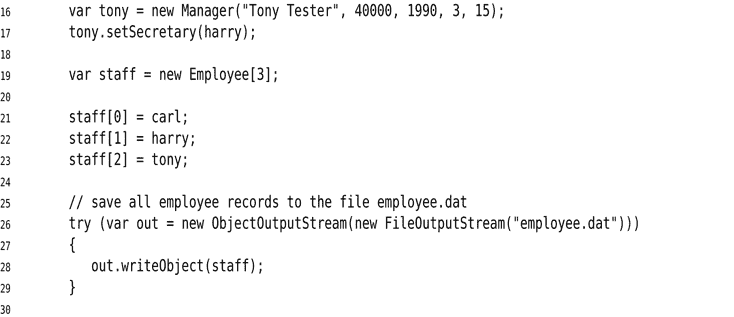 16 var tony = new Manager("Tony Tester", 40000, 1990, 3, 15);
17 tony.setSecretary(harry);
18
19 var staff = new Employee[3];
20
21 staff[0] = carl;
22 staff[1] = harry;
23 staff[2] = tony;
24
25 // save all employee records to the file employee.dat
26 try (var out = new ObjectOutputStream(new FileOutputStream("employee.dat")))
27 {
28 out.writeObject(staff);
29 }
30